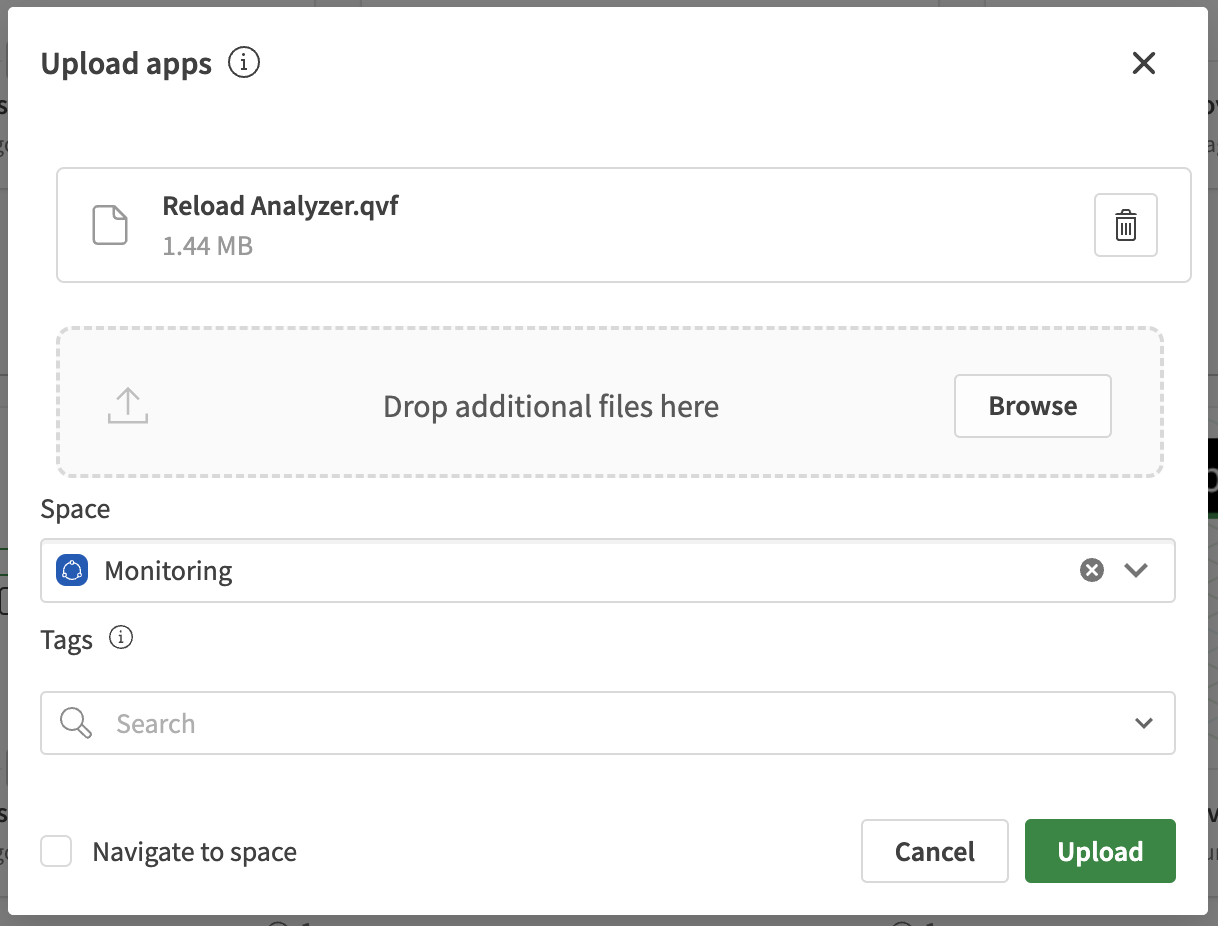 Upload apps
Reload Analyzer.qvf
1.44 MB
Drop additional files here
Browse
Space
Monitoring
Tags
Search
Navigate to space
Cancel
Upload